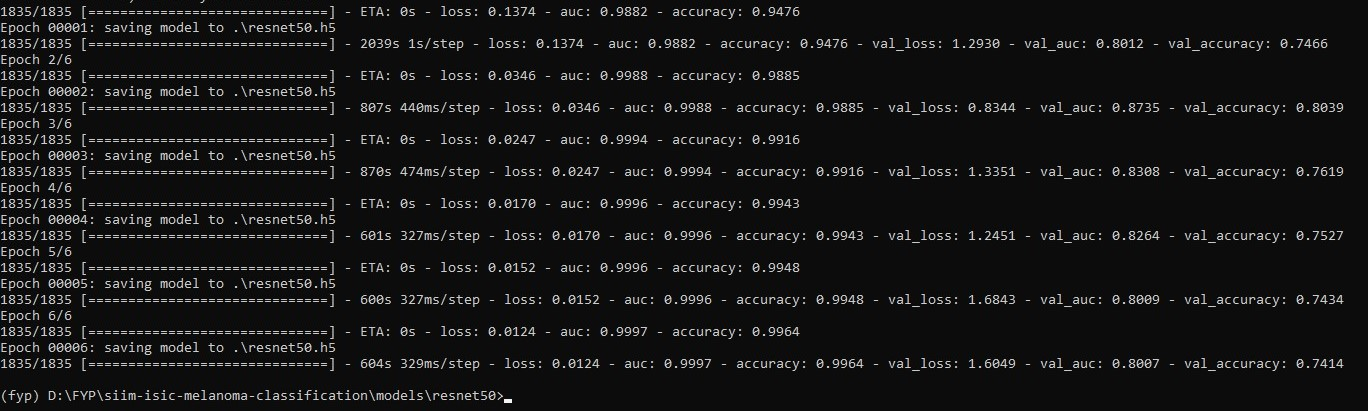 1835/1835 [==============================] - ETA: 0s - loss: 0.1374 - auc: 0.9882 - accuracy: 0.9476
Epoch 00001: saving model to .\resnet50.h5
1835/1835 [==============================] - 2039s 1s/step - loss: 0.1374 - auc: 0.9882 - accuracy: 0.9476 - val_loss: 1.2930 - val_auc: 0.8012 - val_accuracy: 0.7466
Epoch 2/6
1835/1835 [==============================] - ETA: 0s - loss: 0.0346 - auc: 0.9988 - accuracy: 0.9885
Epoch 00002: saving model to .\resnet50.h5
1835/1835 [==============================] - 807s 440ms/step - loss: 0.0346 - auc: 0.9988 - accuracy: 0.9885 - val_loss: 0.8344 - val_auc: 0.8735 - val_accuracy: 0.8039
Epoch 3/6
1835/1835 [==============================] - ETA: 0s - loss: 0.0247 - auc: 0.9994 - accuracy: 0.9916
Epoch 00003: saving model to .\resnet50.h5
1835/1835 [==============================] - 870s 474ms/step - loss: 0.0247 - auc: 0.9994 - accuracy: 0.9916 - val_loss: 1.3351 - val_auc: 0.8308 - val_accuracy: 0.7619
Epoch 4/6
1835/1835 [==============================] - ETA: 0s - loss: 0.0170 - auc: 0.9996 - accuracy: 0.9943
Epoch 00004: saving model to .\resnet50.h5
1835/1835 [==============================] - 601s 327ms/step - loss: 0.0170 - auc: 0.9996 - accuracy: 0.9943 - val_loss: 1.2451 - val_auc: 0.8264 - val_accuracy: 0.7527
Epoch 5/6
1835/1835 [==============================] - ETA: 0s - loss: 0.0152 - auc: 0.9996 - accuracy: 0.9948
Epoch 00005: saving model to .\resnet50.h5
1835/1835 [==============================] - 600s 327ms/step - loss: 0.0152 - auc: 0.9996 - accuracy: 0.9948 - val_loss: 1.6843 - val_auc: 0.8009 - val_accuracy: 0.7434
Epoch 6/6
1835/1835 [==============================] - ETA: 0s - loss: 0.0124 - auc: 0.9997 - accuracy: 0.9964
Epoch 00006: saving model to .\resnet50.h5
1835/1835 [==============================] - 604s 329ms/step - loss: 0.0124 - auc: 0.9997 - accuracy: 0.9964 - val_loss: 1.6049 - val_auc: 0.8007 - val_accuracy: 0.7414
(fyp) D:\FYP\siim-isic-melanoma-classification\models\resnet50>